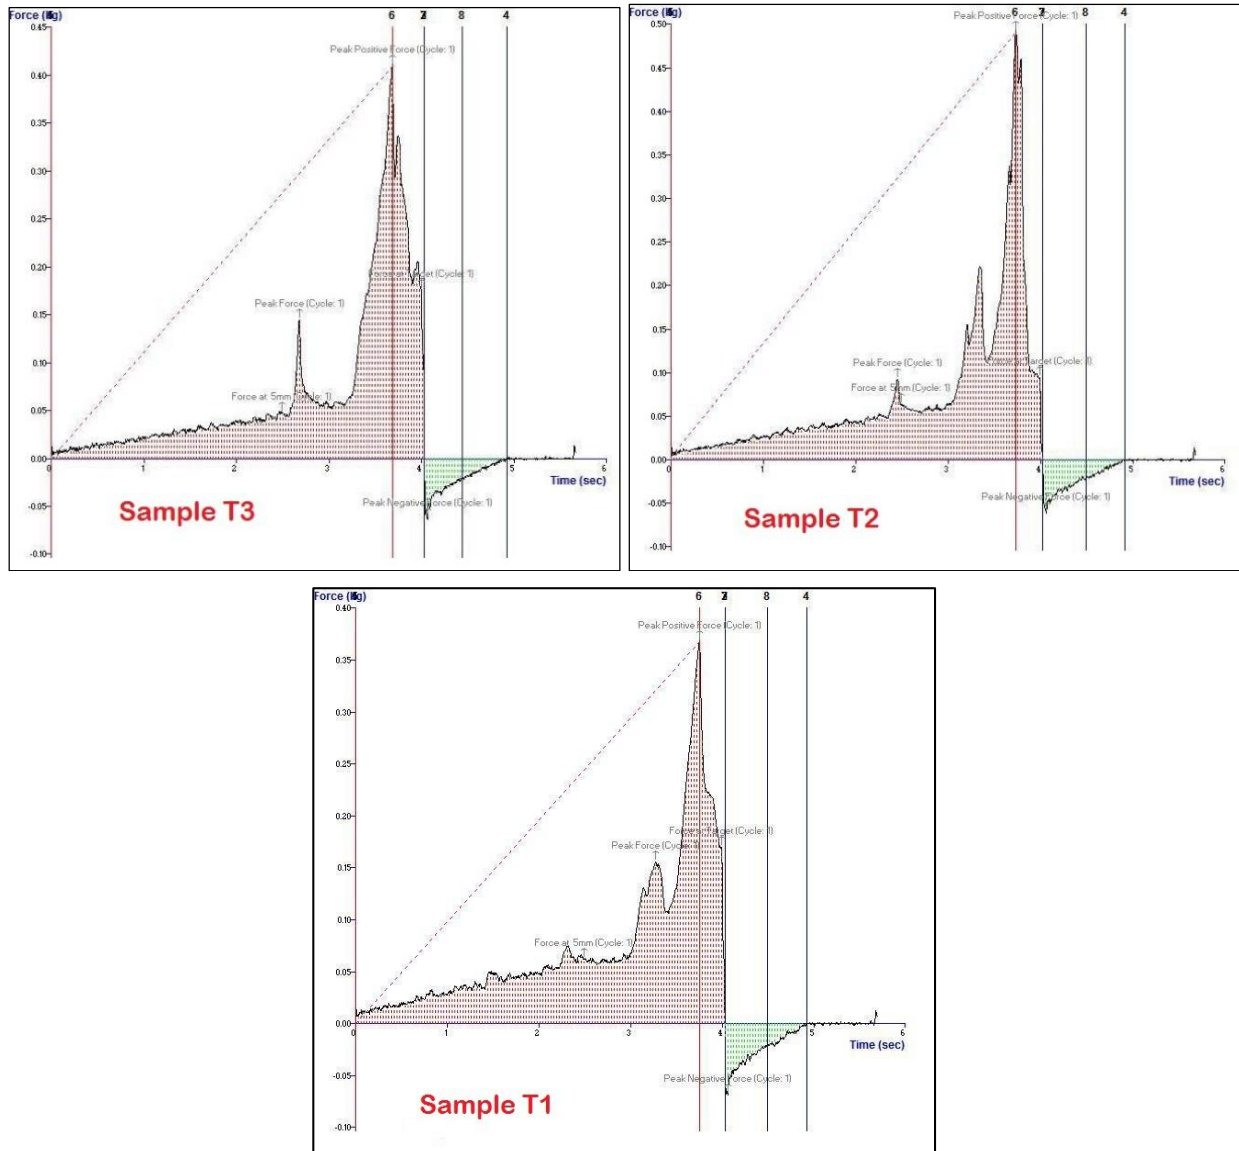 Force (kg) 6 8 4
0.45
Peak Positive Force (Cycle: 1)
0.40
0.35
0.30
0.25
0.20
Force at Target (Cycle: 1)
Peak Force (Cycle: 1)
0.15
0.10
Force at 5mm (Cycle: 1)
0.05
0.00
1 2 3 4 5 6
Time (sec)
Peak Negative Force (Cycle: 1)
-0.05
Sample T3
-0.10
Force (kg) 6 8 4
Peak Positive Force (Cycle: 1)
0.50
0.45
0.40
0.35
0.30
0.25
0.20
0.15
Peak Force (Cycle: 1) Force at Target (Cycle: 1)
0.10
Force at 5mm (Cycle: 1)
0.05
0.00
0 1 2 3 4 5 6
Time (sec)
Peak Negative Force (Cycle: 1)
-0.05
Sample T2
-0.10
Force (kg) 6 8 4
0.40
Peak Positive Force (Cycle: 1)
0.35
0.30
0.25
0.20
Force at Target (Cycle: 1)
Peak Force (Cycle: 1)
0.15
0.10
Force at 5mm (Cycle: 1)
0.05
0.00
0 1 2 3 4 5 6
Time (sec)
Peak Negative Force (Cycle: 1)
-0.05
Sample T1
-0.10